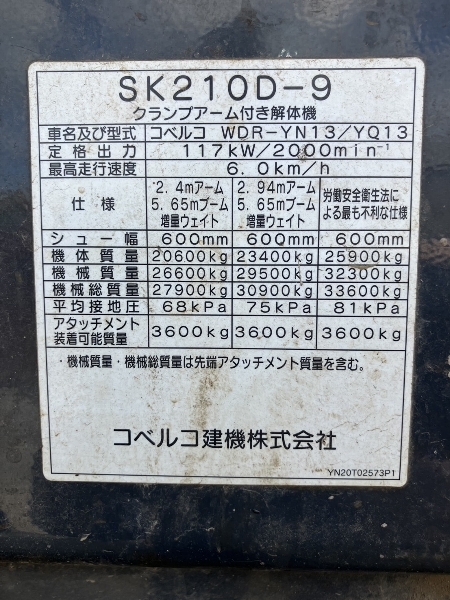 SK210D-9
クランプアーム付き解体機
車名及び型式 コベルコ WDR-YN13/YQ13
定格出力 117kW/2000min⁻¹
最高走行速度 6.0km/h
仕様 2.4mアーム 5.65mブーム 増量ウェイト 2.94mアーム 5.65mブーム 増量ウェイト 労働安全衛生法による最も不利な仕様
シュー幅 600mm 600mm 600mm
機体質量 20600kg 23400kg 25900kg
機械質量 26600kg 29500kg 32300kg
機械総質量 27900kg 30900kg 33600kg
平均接地圧 68kPa 75kPa 81kPa
アタッチメント装着可能質量 3600kg 3600kg 3600kg
・機械質量・機械総質量は先端アタッチメント質量を含む。
コベルコ建機株式会社
YN20T02573P1